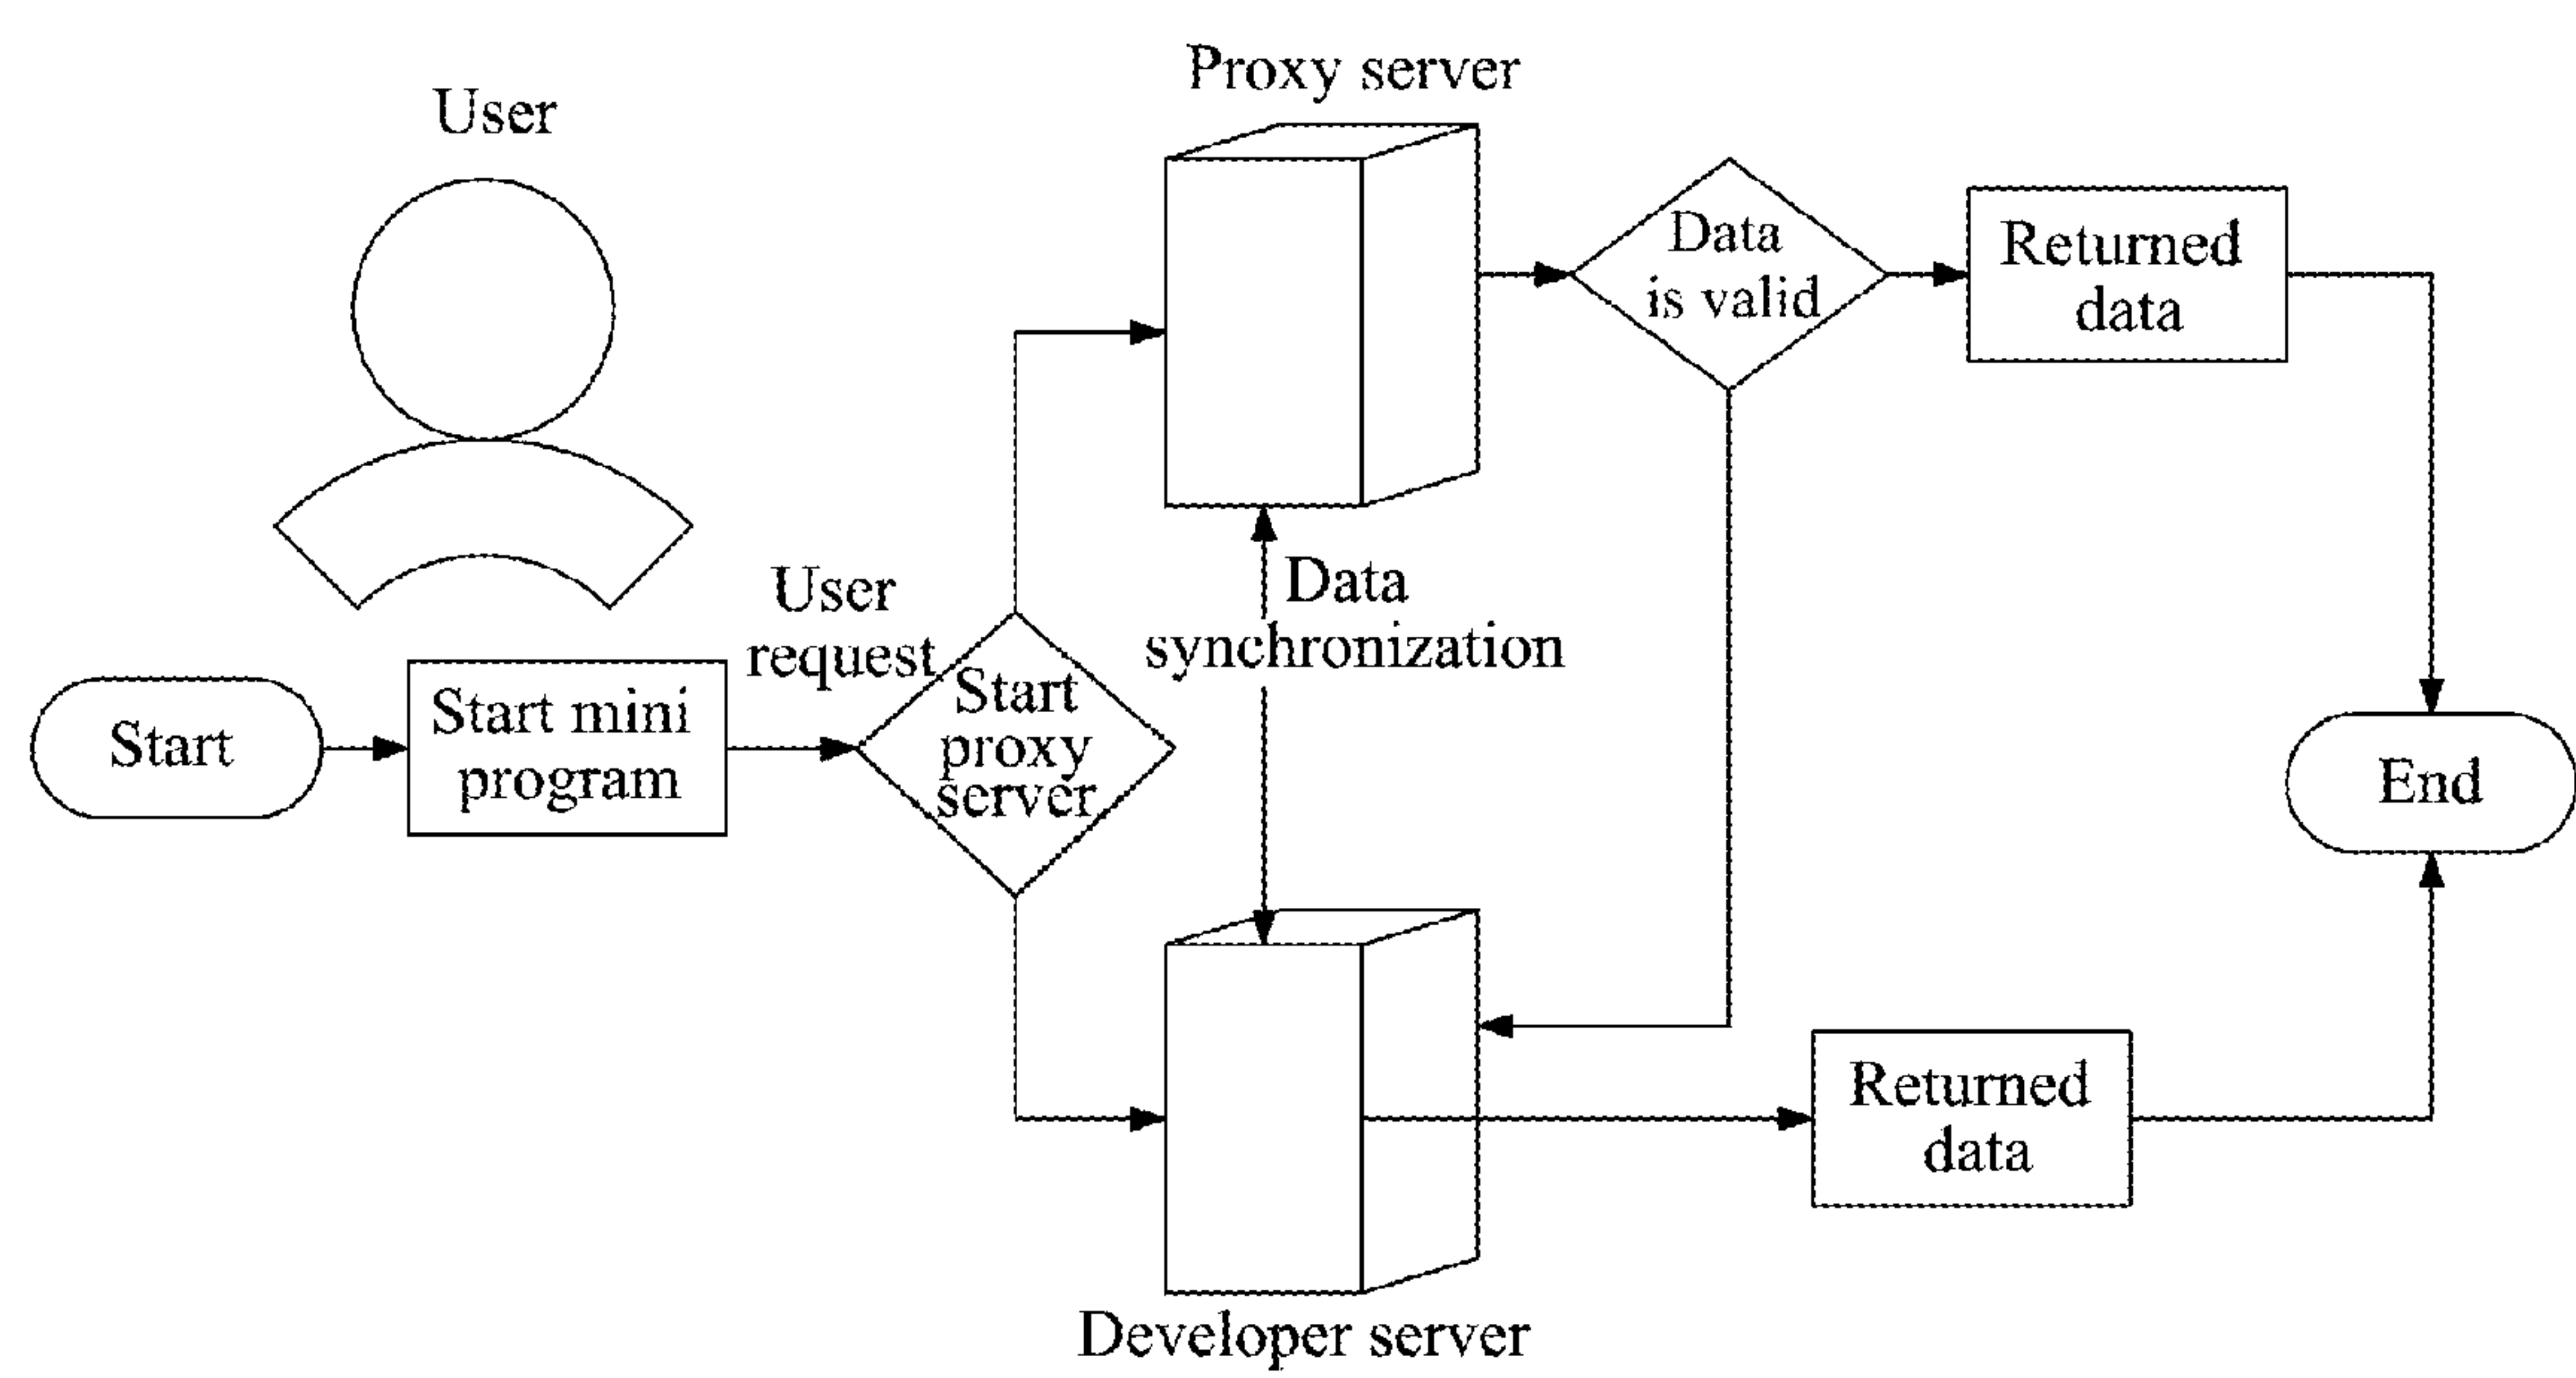 User
Proxy server
Data
is valid
Returned
data
User
request
Data
synchronization
Start
Start mini
program
Start
proxy
server
End
Returned
data
Developer server